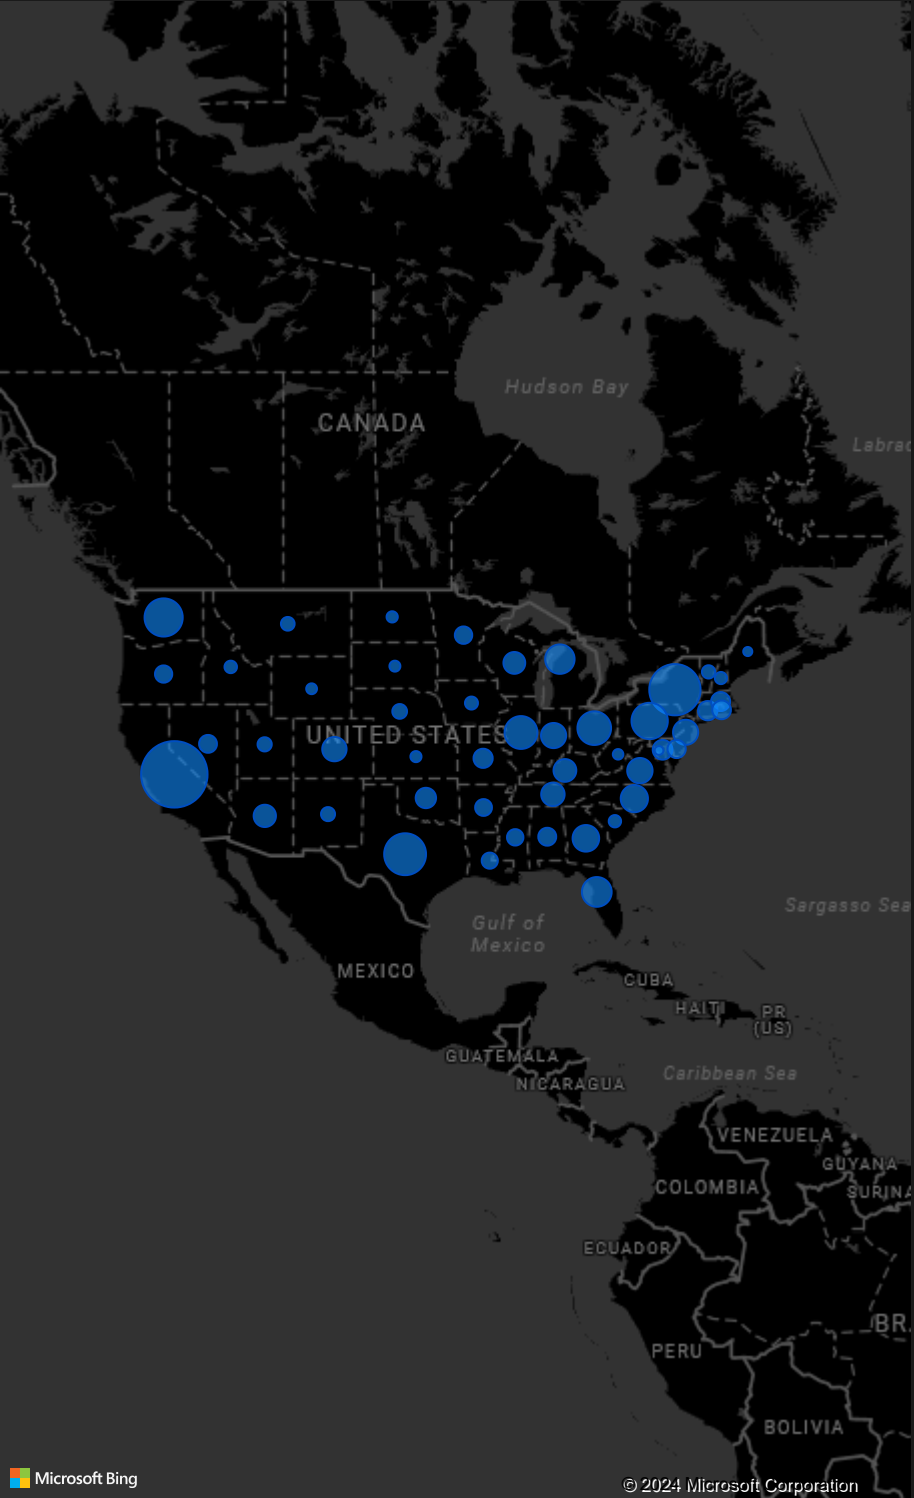 Hudson Bay
CANADA
Labrad
UNITED STATES
Sargasso Sea
Gulf of
Mexico
MEXICO
CUBA
HAITI
PR
(US)
GUATEMALA
Caribbean Sea
NICARAGUA
VENEZUELA
GUYANA
COLOMBIA
SURINA
ECUADOR
BR
PERU
BOLIVIA
Microsoft Bing
© 2024 Microsoft Corporation